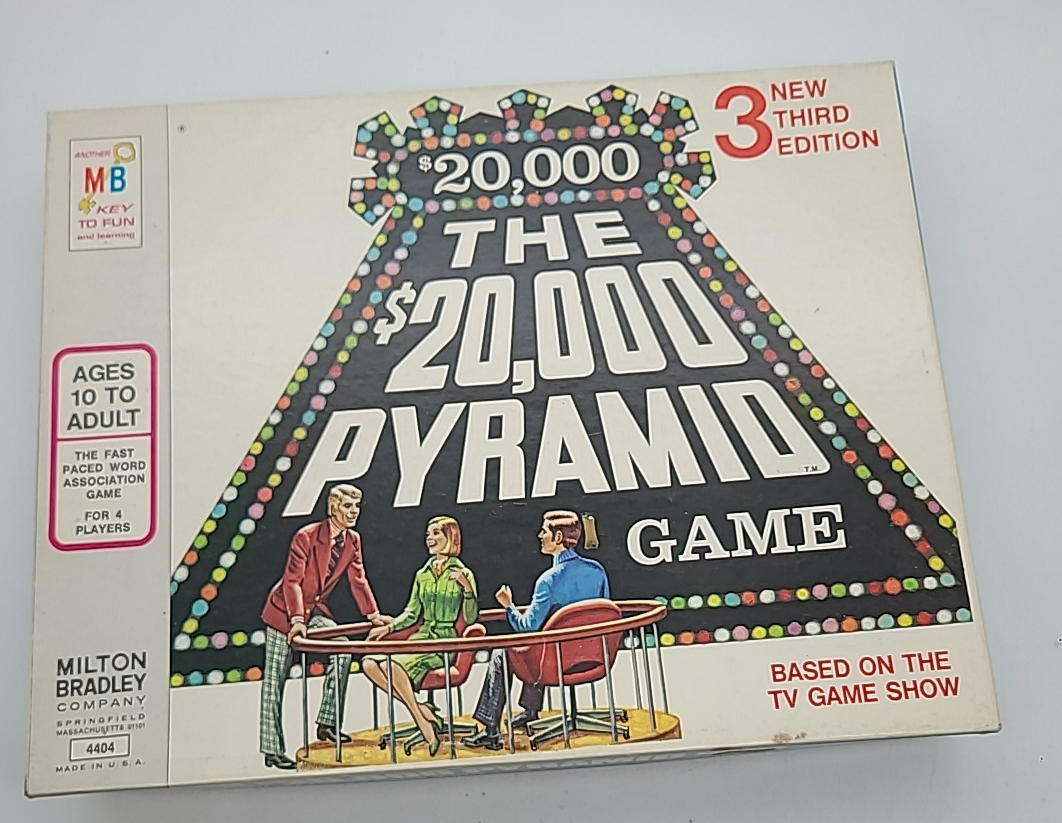 ANOTHER
MB
KEY
TO FUN
and learning
AGES
10 TO
ADULT
THE FAST
PACED WORD
ASSOCIATION
GAME
FOR 4
PLAYERS
MILTON
BRADLEY
COMPANY
SPRINGFIELD
MASSACHUSETTS 01101
4404
MADE IN U.S.A.
®
$20,000
THE
$20,000
PYRAMID
T.M.
GAME
3 NEW
THIRD
EDITION
BASED ON THE
TV GAME SHOW